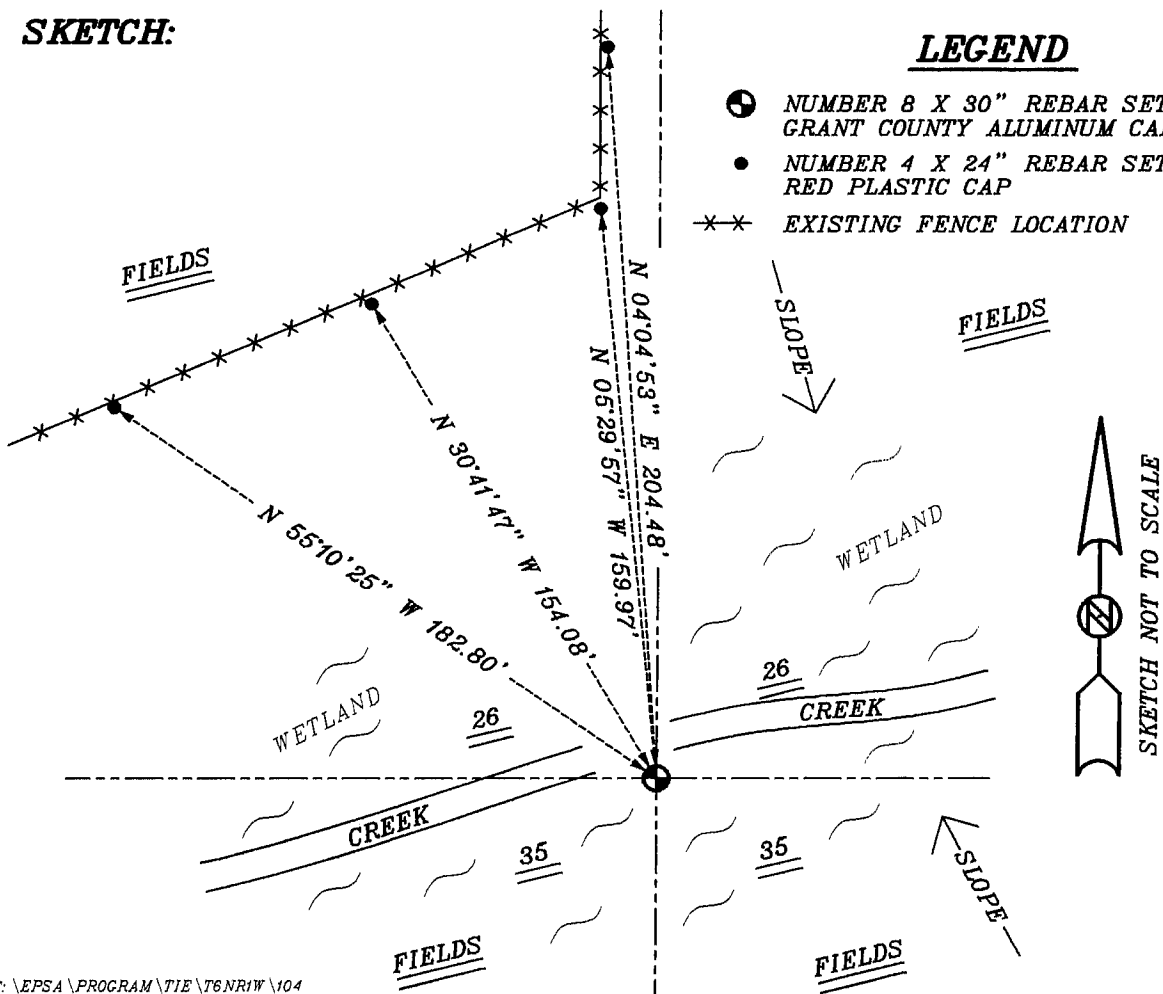 SKETCH:
LEGEND
NUMBER 8 X 30" REBAR SET
GRANT COUNTY ALUMINUM
NUMBER 4 X 24" REBAR SET
RED PLASTIC CAP
EXISTING FENCE LOCATION
FIELDS
SLOPE
FIELDS
N 04°04'53" E 204.48'
N 05°29'57" W 159.97'
N 30°41'47" W 154.08'
N 55°10'25" W 182.80'
WETLAND
WETLAND
SKETCH NOT TO SCALE
N
26
26
CREEK
CREEK
35
35
SLOPE
FIELDS
FIELDS
: \EPSA\PROGRAM\TIE\T6NR1W\104